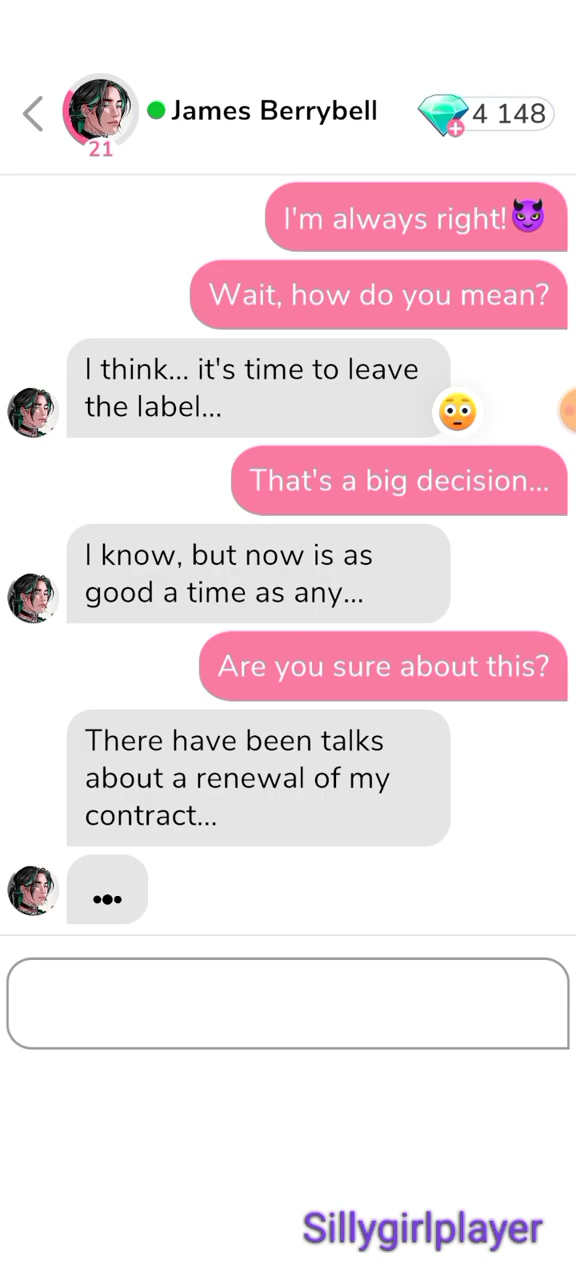 James Berrybell
4 148
21
I'm always right!😈
Wait, how do you mean?
I think... it's time to leave
the label...
That's a big decision...
I know, but now is as
good a time as any...
Are you sure about this?
There have been talks
about a renewal of my
contract...
...
Sillygirlplayer